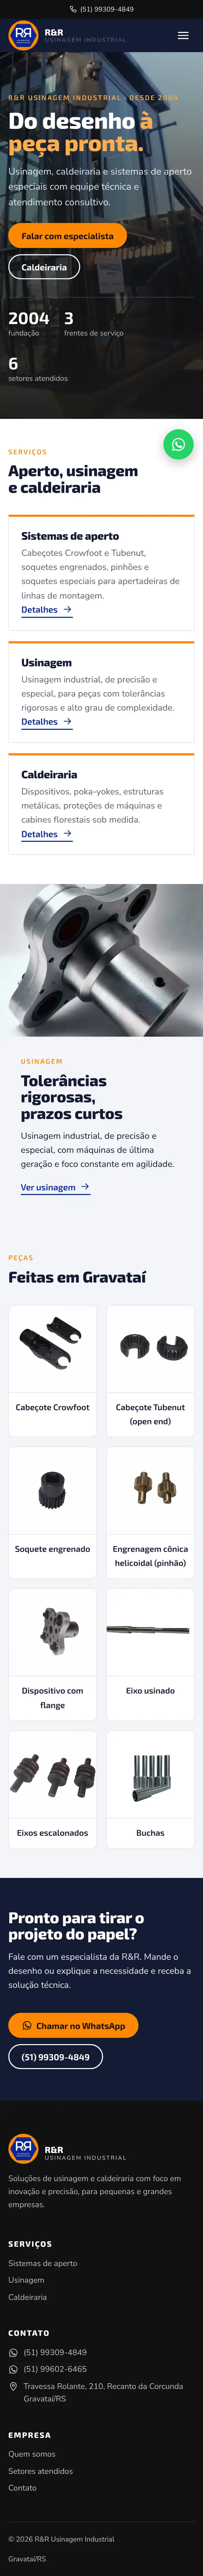 (51) 99309-4849
R&R
USINAGEM INDUSTRIAL
R&R USINAGEM INDUSTRIAL · DESDE 2004
Do desenho à
peça pronta.
Usinagem, caldeiraria e sistemas de aperto
especiais com equipe técnica e
atendimento consultivo.
Falar com especialista
Caldeiraria
2004
fundação
3
frentes de serviço
6
setores atendidos
SERVIÇOS
Aperto, usinagem
e caldeiraria
Sistemas de aperto
Cabeçotes Crowfoot e Tubenut,
soquetes engrenados, pinhões e
soquetes especiais para apertadeiras de
linhas de montagem.
Detalhes
Usinagem
Usinagem industrial, de precisão e
especial, para peças com tolerâncias
rigorosas e alto grau de complexidade.
Detalhes
Caldeiraria
Dispositivos, poka-yokes, estruturas
metálicas, proteções de máquinas e
cabines florestais sob medida.
Detalhes
USINAGEM
Tolerâncias
rigorosas,
prazos curtos
Usinagem industrial, de precisão e
especial, com máquinas de última
geração e foco constante em agilidade.
Ver usinagem
PEÇAS
Feitas em Gravataí
Cabeçote Crowfoot
Cabeçote Tubenut
(open end)
Soquete engrenado
Engrenagem cônica
helicoidal (pinhão)
Dispositivo com
flange
Eixo usinado
Eixos escalonados
Buchas
Pronto para tirar o
projeto do papel?
Fale com um especialista da R&R. Mande o
desenho ou explique a necessidade e receba a
solução técnica.
Chamar no WhatsApp
(51) 99309-4849
R&R
USINAGEM INDUSTRIAL
Soluções de usinagem e caldeiraria com foco em
inovação e precisão, para pequenas e grandes
empresas.
SERVIÇOS
Sistemas de aperto
Usinagem
Caldeiraria
CONTATO
(51) 99309-4849
(51) 99602-6465
Travessa Rolante, 210, Recanto da Corcunda
Gravataí/RS
EMPRESA
Quem somos
Setores atendidos
Contato
© 2026 R&R Usinagem Industrial
Gravataí/RS